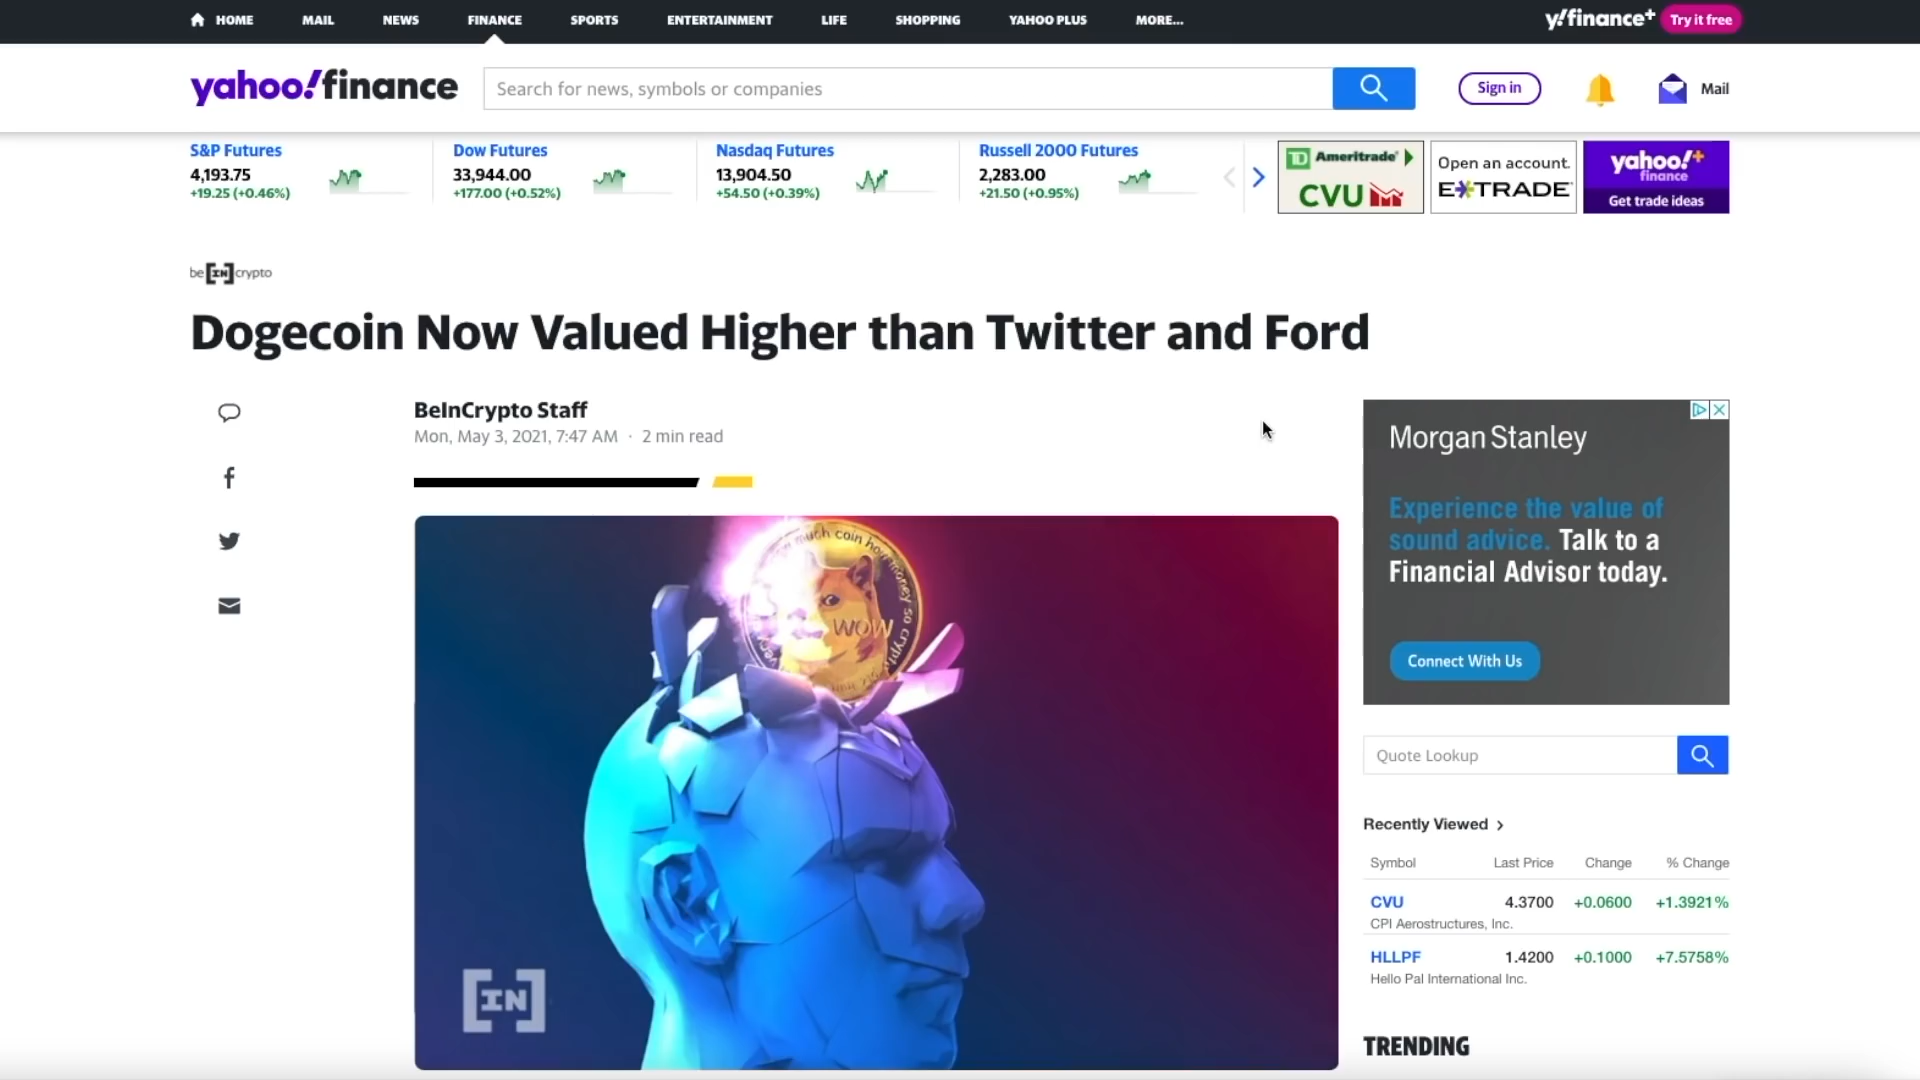 HOME MAIL NEWS FINANCE SPORTS ENTERTAINMENT LIFE SHOPPING YAHOO PLUS MORE...
y!finance+ Try it free
yahoo!finance
Search for news, symbols or companies
Sign in
Mail
S&P Futures
4,193.75
+19.25 (+0.46%)
Dow Futures
33,944.00
+177.00 (+0.52%)
Nasdaq Futures
13,904.50
+54.50 (+0.39%)
Russell 2000 Futures
2,283.00
+21.50 (+0.95%)
TD Ameritrade
CVU
Open an account.
E*TRADE
yahoo!+
finance
Get trade ideas
be[IN]crypto
Dogecoin Now Valued Higher than Twitter and Ford
BeInCrypto Staff
Mon, May 3, 2021, 7:47 AM · 2 min read
much coin how money so crypto
WOW
[IN]
Morgan Stanley
Experience the value of
sound advice. Talk to a
Financial Advisor today.
Connect With Us
Quote Lookup
Recently Viewed >
Symbol Last Price Change % Change
CVU 4.3700 +0.0600 +1.3921%
CPI Aerostructures, Inc.
HLLPF 1.4200 +0.1000 +7.5758%
Hello Pal International Inc.
TRENDING